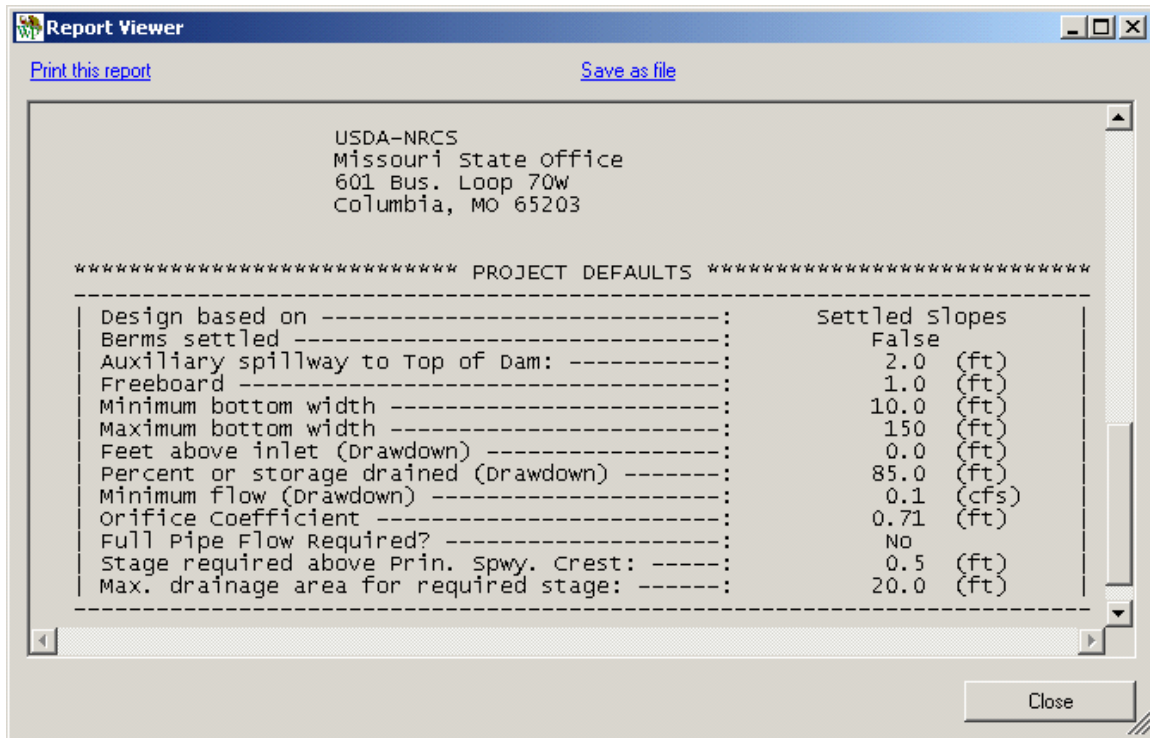 Report Viewer
Print this report Save as file
USDA-NRCS
Missouri State Office
601 Bus. Loop 70W
Columbia, MO 65203
**************************** PROJECT DEFAULTS ****************************
--------------------------------------------------------------------------
| Design based on -----------------------------: Settled Slopes |
| Berms settled -------------------------------: False |
| Auxiliary spillway to Top of Dam: -----------: 2.0 (ft) |
| Freeboard -----------------------------------: 1.0 (ft) |
| Minimum bottom width ------------------------: 10.0 (ft) |
| Maximum bottom width ------------------------: 150 (ft) |
| Feet above inlet (Drawdown) -----------------: 0.0 (ft) |
| Percent or storage drained (Drawdown) -------: 85.0 (ft) |
| Minimum flow (Drawdown) ---------------------: 0.1 (cfs) |
| Orifice Coefficient -------------------------: 0.71 (ft) |
| Full Pipe Flow Required? --------------------: No |
| Stage required above Prin. Spwy. Crest: -----: 0.5 (ft) |
| Max. drainage area for required stage: ------: 20.0 (ft) |
--------------------------------------------------------------------------
Close